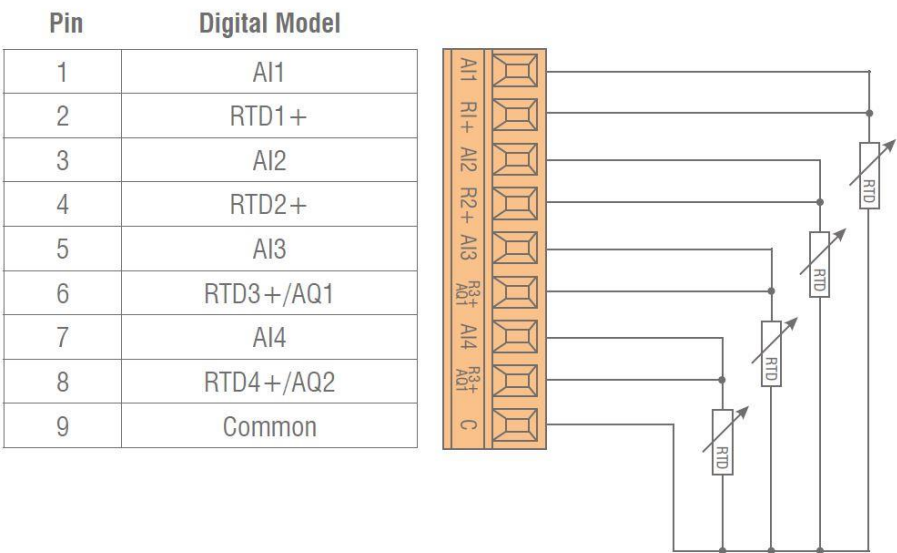 Pin Digital Model
1 AI1
2 RTD1+
3 AI2
4 RTD2+
5 AI3
6 RTD3+/AQ1
7 AI4
8 RTD4+/AQ2
9 Common
AI1
RI+
AI2
R2+
AI3
R3+
AQ1
AI4
R3+
AQ1
C
RTD
RTD
RTD
RTD